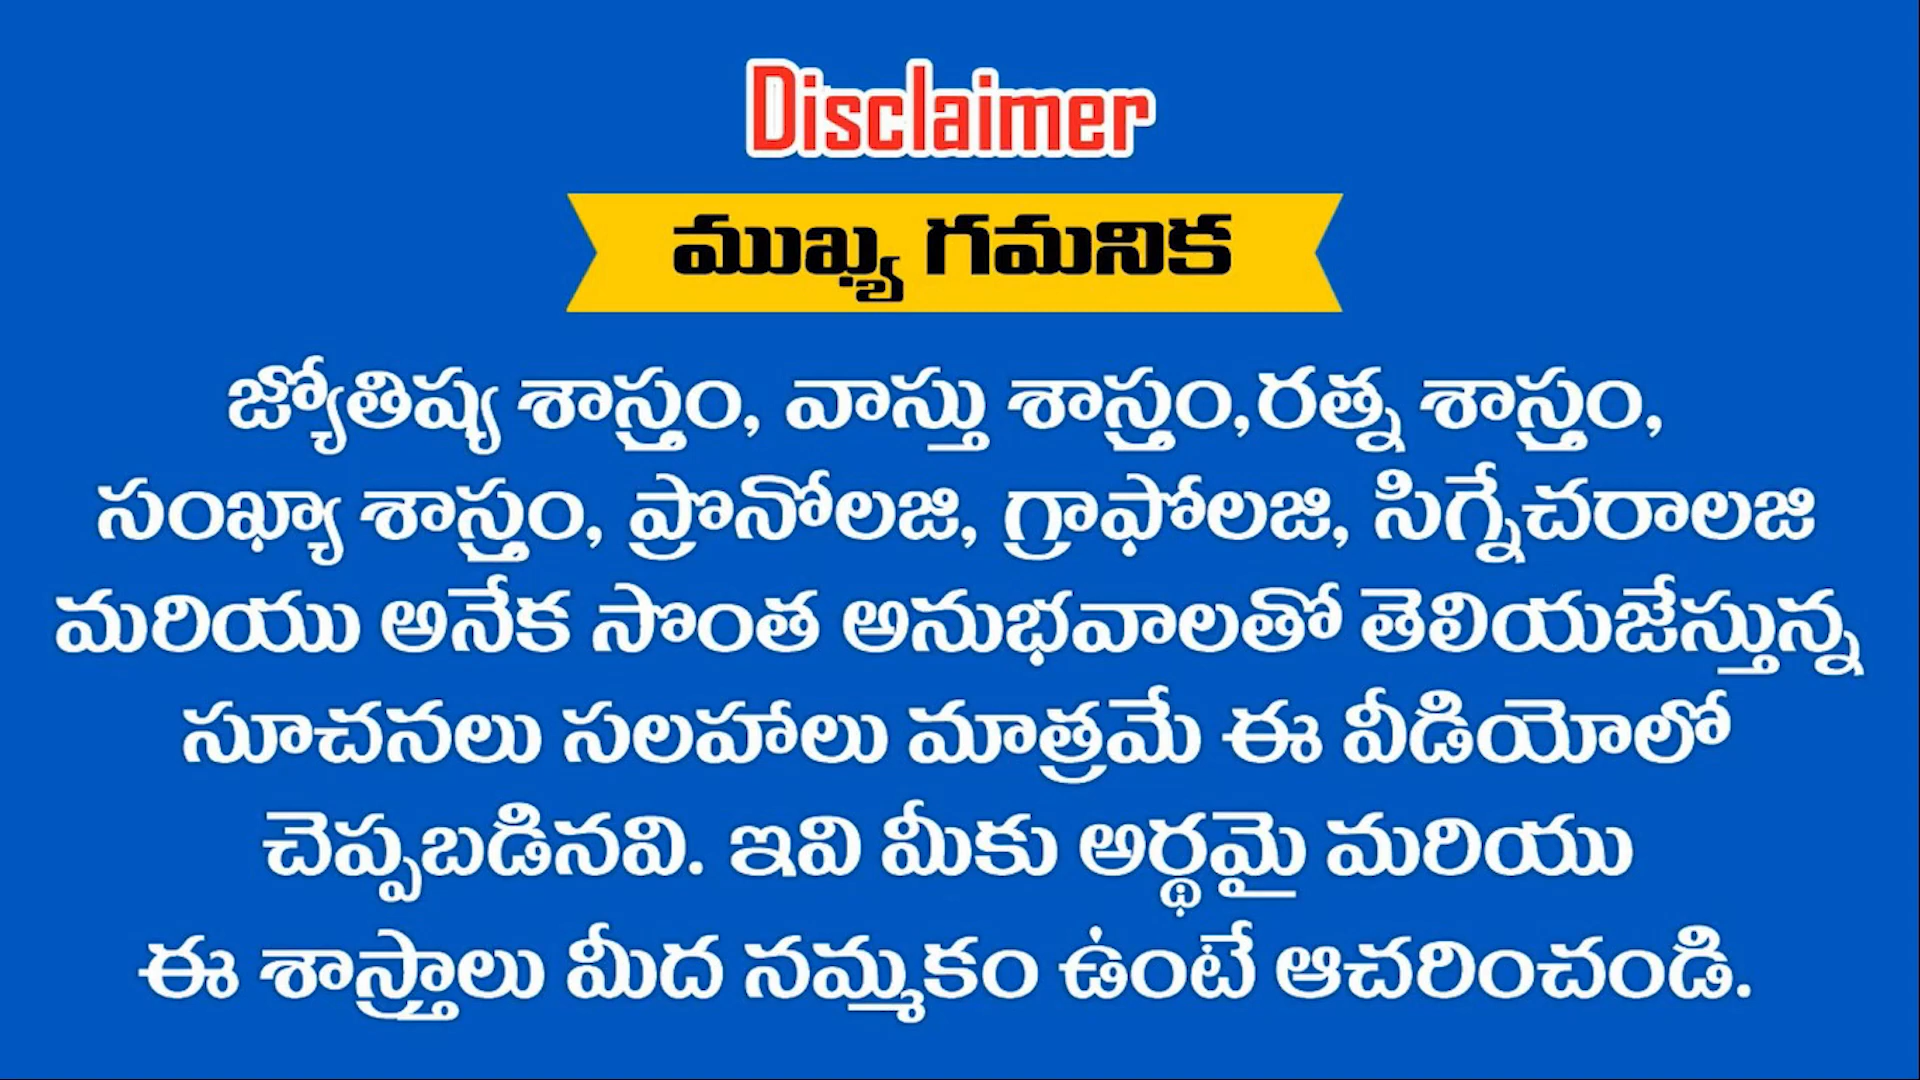 Disclaimer
ముఖ్య గమనిక
జ్యోతిష్య శాస్త్రం, వాస్తు శాస్త్రం,రత్న శాస్త్రం,
సంఖ్యా శాస్త్రం, ప్రొనోలజి, గ్రాఫోలజి, సిగ్నేచరాలజి
మరియు అనేక సొంత అనుభవాలతో తెలియజేస్తున్న
సూచనలు సలహాలు మాత్రమే ఈ వీడియోలో
చెప్పబడినవి. ఇవి మీకు అర్థమై మరియు
ఈ శాస్త్రాలు మీద నమ్మకం ఉంటే ఆచరించండి.